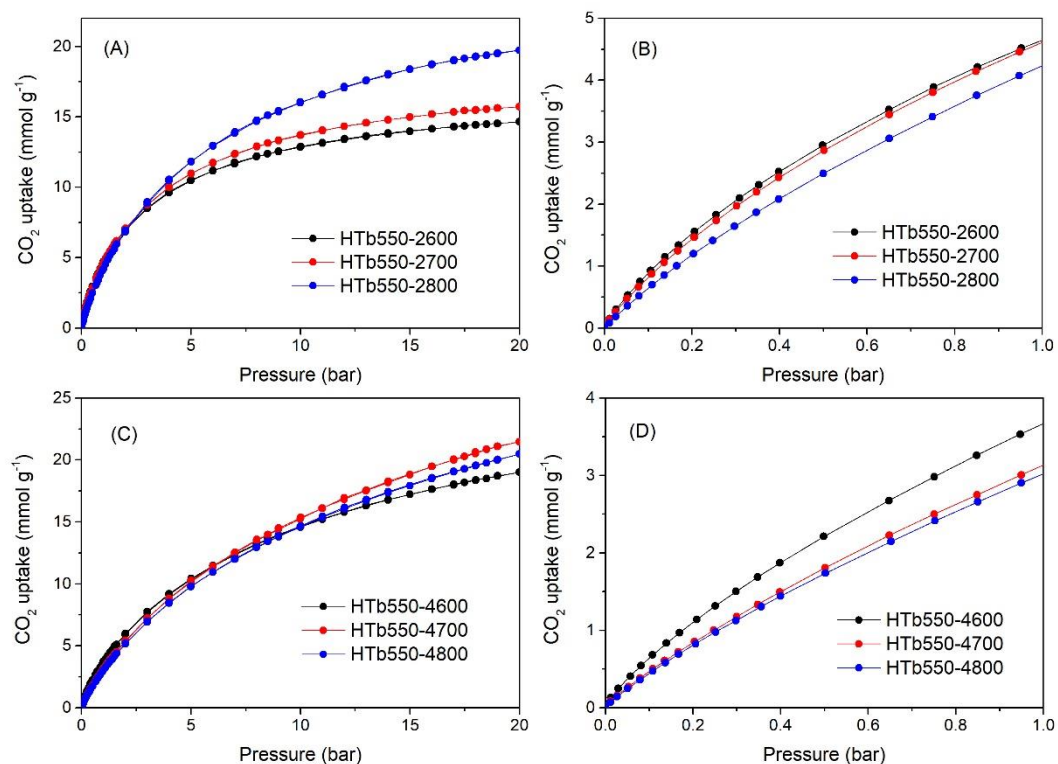 (A)
CO₂ uptake (mmol g⁻¹)
20
15
10
5
0
HTb550-2600
HTb550-2700
HTb550-2800
0 5 10 15 20
Pressure (bar)
(B)
CO₂ uptake (mmol g⁻¹)
5
4
3
2
1
0
HTb550-2600
HTb550-2700
HTb550-2800
0.0 0.2 0.4 0.6 0.8 1.0
Pressure (bar)
(C)
CO₂ uptake (mmol g⁻¹)
25
20
15
10
5
0
HTb550-4600
HTb550-4700
HTb550-4800
0 5 10 15 20
Pressure (bar)
(D)
CO₂ uptake (mmol g⁻¹)
4
3
2
1
0
HTb550-4600
HTb550-4700
HTb550-4800
0.0 0.2 0.4 0.6 0.8 1.0
Pressure (bar)